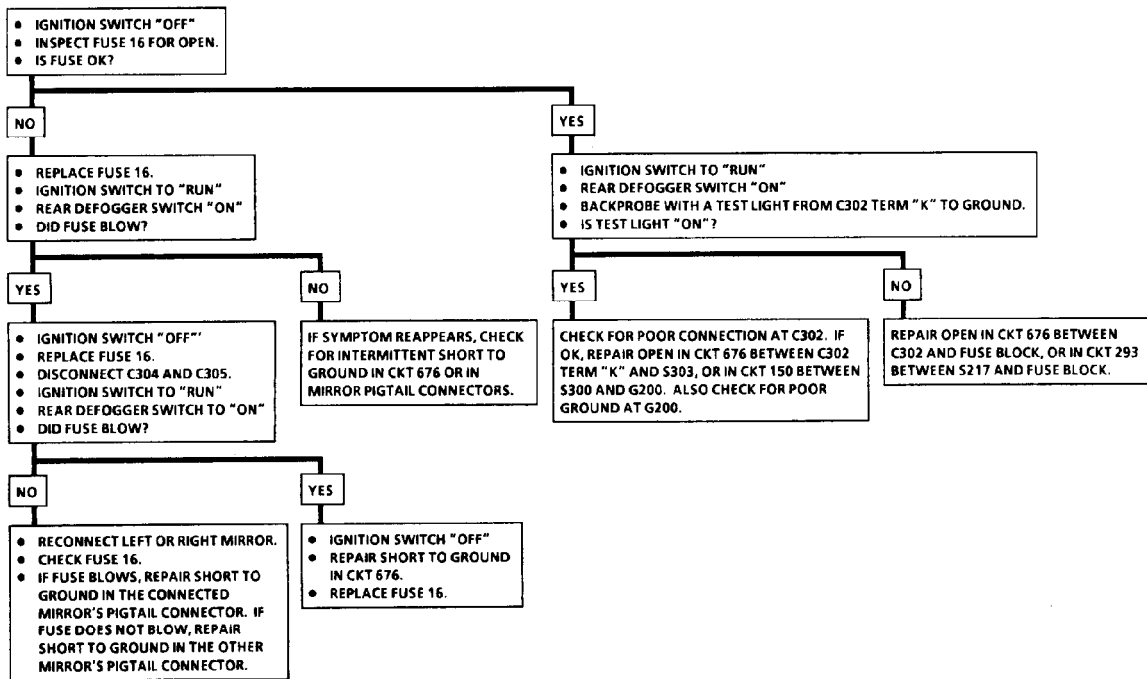 ● IGNITION SWITCH "OFF"
● INSPECT FUSE 16 FOR OPEN.
● IS FUSE OK?
NO
YES
● REPLACE FUSE 16.
● IGNITION SWITCH TO "RUN"
● REAR DEFOGGER SWITCH "ON"
● DID FUSE BLOW?
● IGNITION SWITCH TO "RUN"
● REAR DEFOGGER SWITCH "ON"
● BACKPROBE WITH A TEST LIGHT FROM C302 TERM "K" TO GROUND.
● IS TEST LIGHT "ON"?
YES
NO
YES
NO
● IGNITION SWITCH "OFF"'
● REPLACE FUSE 16.
● DISCONNECT C304 AND C305.
● IGNITION SWITCH TO "RUN"
● REAR DEFOGGER SWITCH TO "ON"
● DID FUSE BLOW?
IF SYMPTOM REAPPEARS, CHECK
FOR INTERMITTENT SHORT TO
GROUND IN CKT 676 OR IN
MIRROR PIGTAIL CONNECTORS.
CHECK FOR POOR CONNECTION AT C302. IF
OK, REPAIR OPEN IN CKT 676 BETWEEN C302
TERM "K" AND S303, OR IN CKT 150 BETWEEN
S300 AND G200. ALSO CHECK FOR POOR
GROUND AT G200.
REPAIR OPEN IN CKT 676 BETWEEN
C302 AND FUSE BLOCK, OR IN CKT 293
BETWEEN S217 AND FUSE BLOCK.
NO
YES
● RECONNECT LEFT OR RIGHT MIRROR.
● CHECK FUSE 16.
● IF FUSE BLOWS, REPAIR SHORT TO
GROUND IN THE CONNECTED
MIRROR'S PIGTAIL CONNECTOR. IF
FUSE DOES NOT BLOW, REPAIR
SHORT TO GROUND IN THE OTHER
MIRROR'S PIGTAIL CONNECTOR.
● IGNITION SWITCH "OFF"
● REPAIR SHORT TO GROUND
IN CKT 676.
● REPLACE FUSE 16.